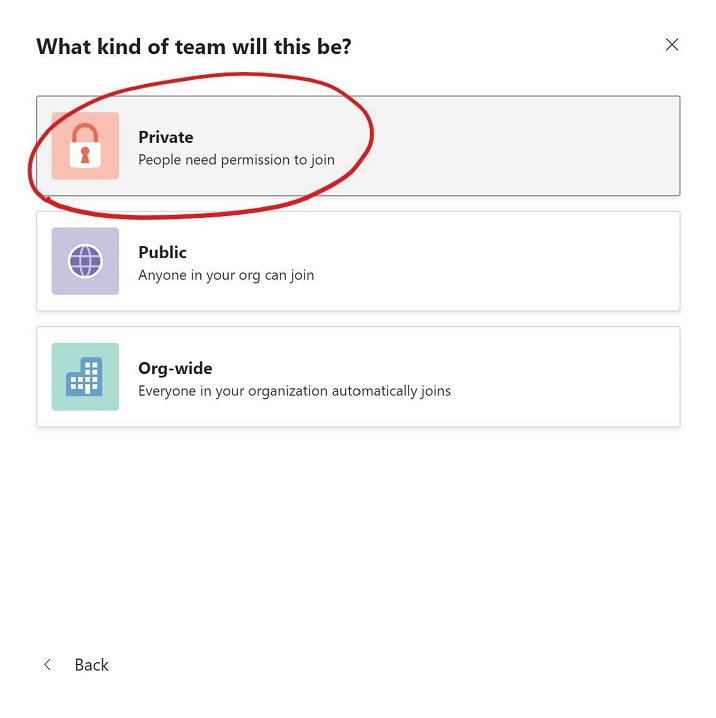 What kind of team will this be?
Private
People need permission to join
Public
Anyone in your org can join
Org-wide
Everyone in your organization automatically joins
Back